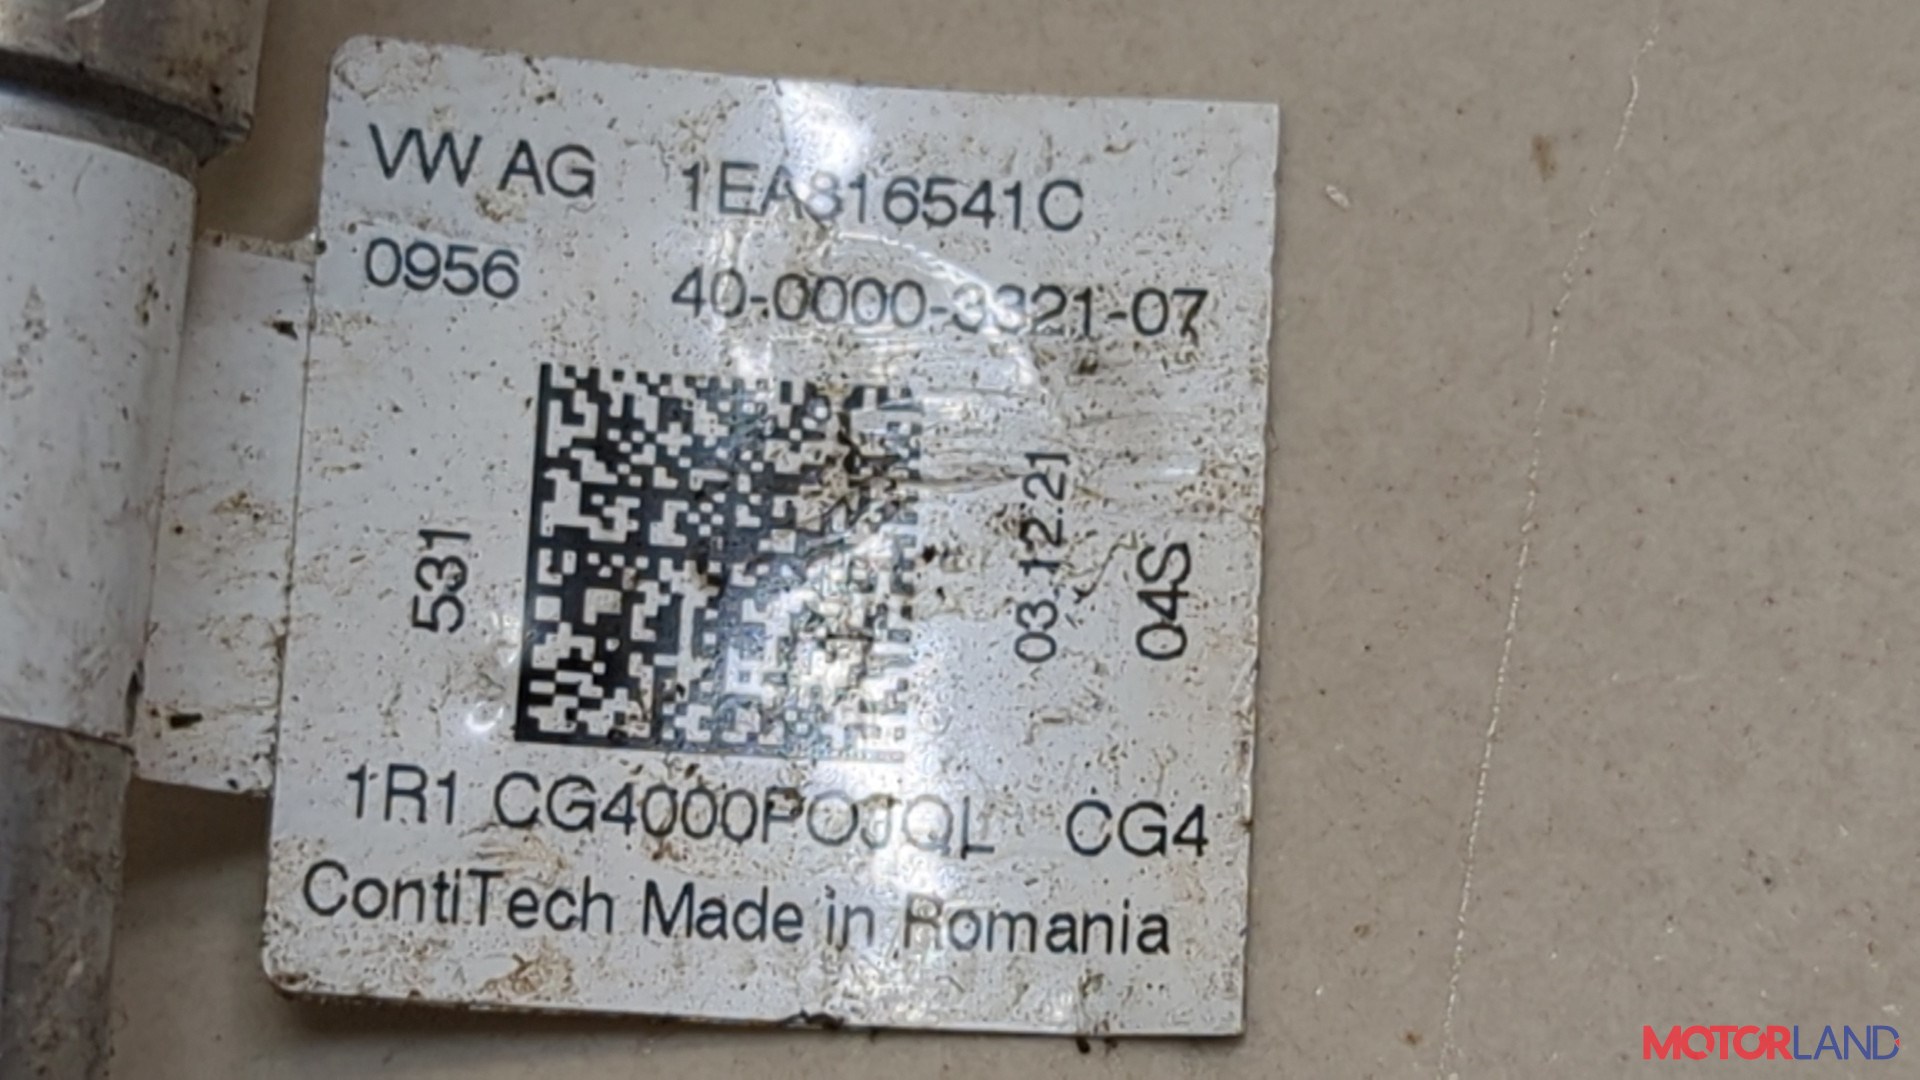 VW AG 1EA816541C
0956 40-0000-3321-07
531
03.12.21
04S
1R1 CG4000POJQL CG4
ContiTech Made in Romania
MOTORLAND